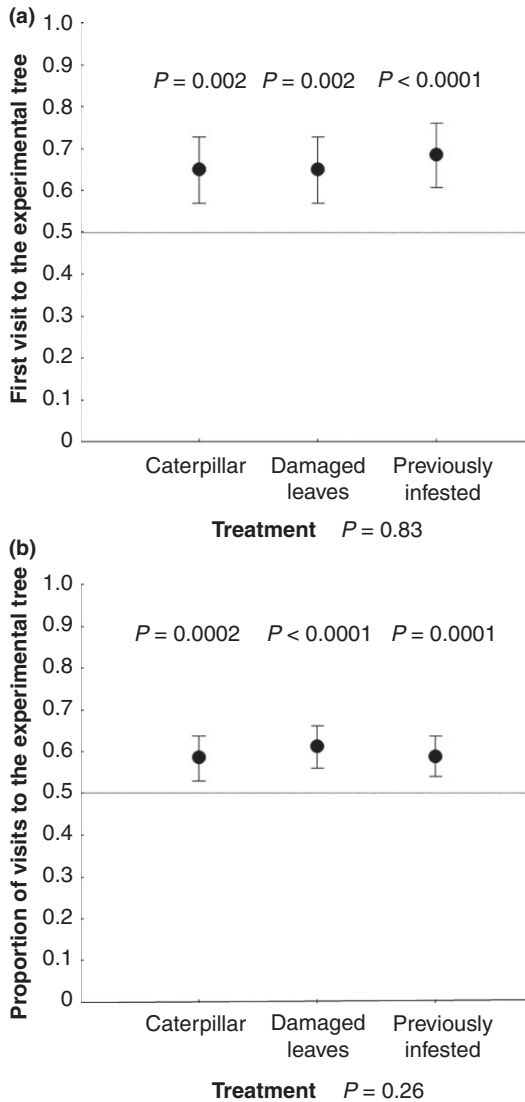 (a)
First visit to the experimental tree
1.0
0.9
0.8
0.7
0.6
0.5
0.4
0.3
0.2
0.1
0
P = 0.002 P = 0.002 P < 0.0001
Caterpillar Damaged leaves Previously infested
Treatment P = 0.83
(b)
Proportion of visits to the experimental tree
1.0
0.9
0.8
0.7
0.6
0.5
0.4
0.3
0.2
0.1
0
P = 0.0002 P < 0.0001 P = 0.0001
Caterpillar Damaged leaves Previously infested
Treatment P = 0.26